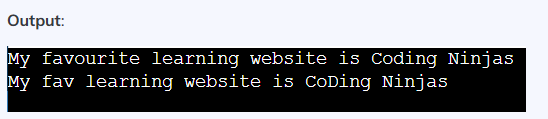 Output:
My favourite learning website is Coding Ninjas
My fav learning website is CoDing Ninjas